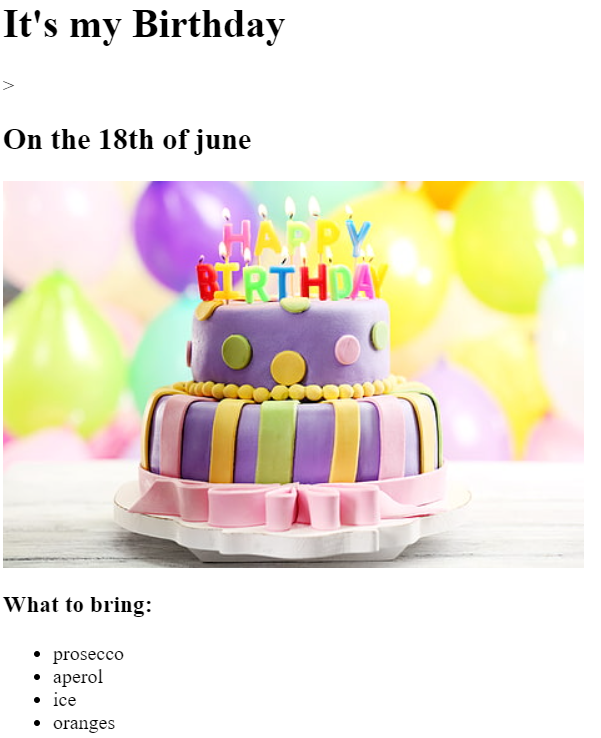 It's my Birthday
>
On the 18th of june
HAPPY
BIRTHDAY
What to bring:
prosecco
aperol
ice
oranges